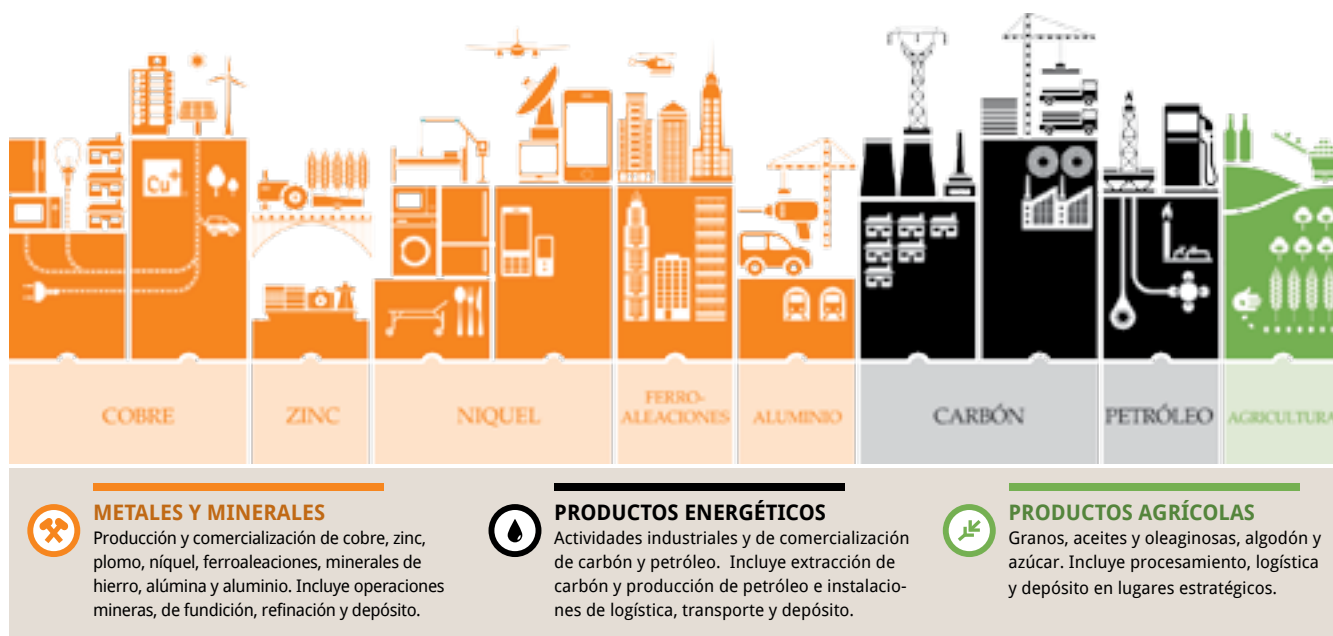 Cu+
COBRE
ZINC
NIQUEL
FERRO-
ALEACIONES
ALUMINIO
CARBÓN
PETRÓLEO
AGRICULTURA
METALES Y MINERALES
Producción y comercialización de cobre, zinc,
plomo, níquel, ferroaleaciones, minerales de
hierro, alúmina y aluminio. Incluye operaciones
mineras, de fundición, refinación y depósito.
PRODUCTOS ENERGÉTICOS
Actividades industriales y de comercialización
de carbón y petróleo.  Incluye extracción de
carbón y producción de petróleo e instalacio-
nes de logística, transporte y depósito.
PRODUCTOS AGRÍCOLAS
Granos, aceites y oleaginosas, algodón y
azúcar. Incluye procesamiento, logística
y depósito en lugares estratégicos.